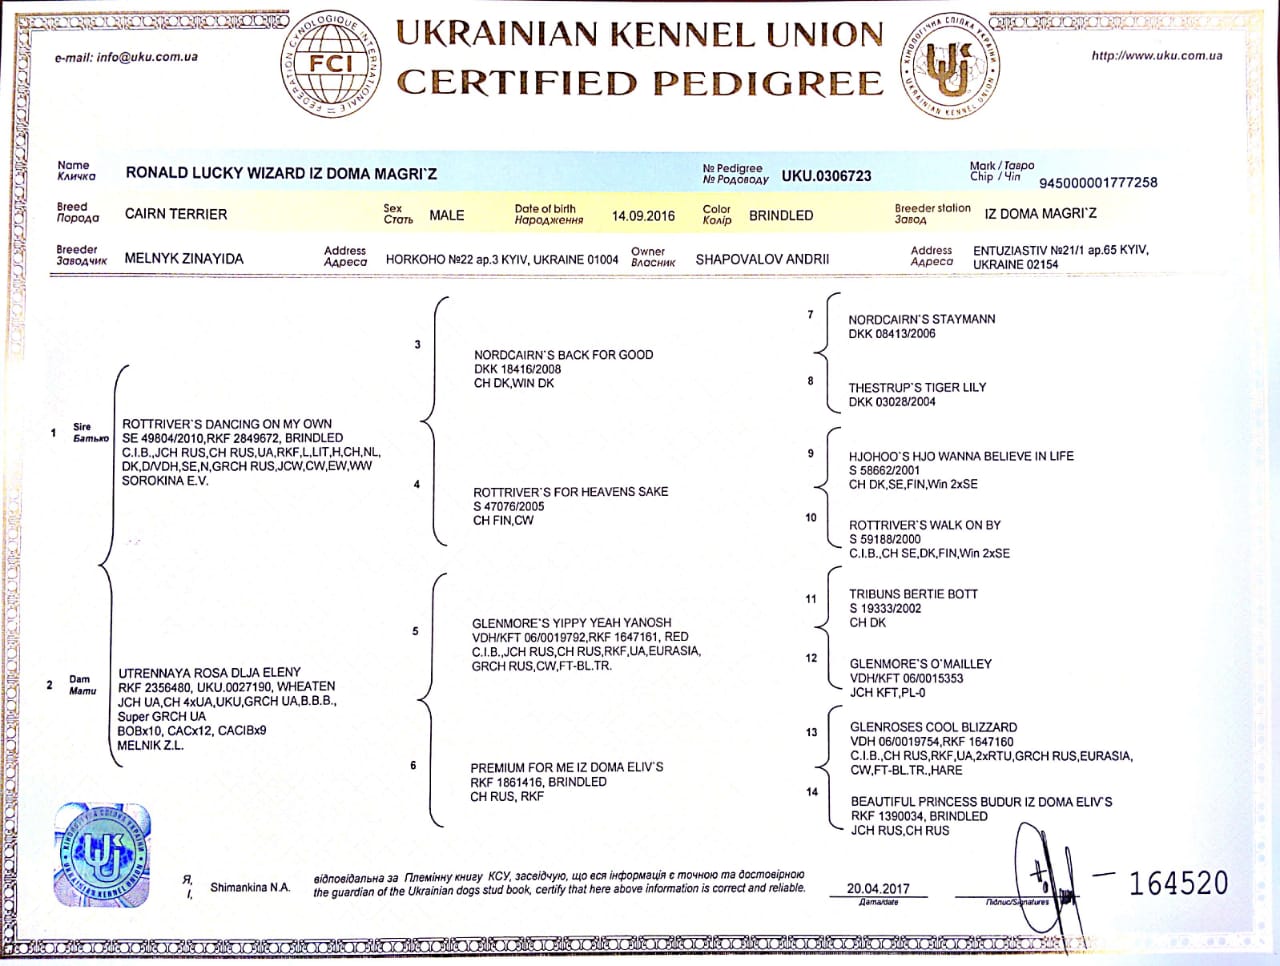 UKRAINIAN KENNEL UNION
CERTIFIED PEDIGREE
e-mail: info@uku.com.ua
FEDERATION CYNOLOGIQUE INTERNATIONALE
FCI
КІНОЛОГІЧНА СПІЛКА УКРАЇНИ
UKRAINIAN KENNEL UNION
http://www.uku.com.ua
Name
Кличка
RONALD LUCKY WIZARD IZ DOMA MAGRI`Z
№ Pedigree
№ Родоводу
UKU.0306723
Mark / Тавро
Chip / Чіп
945000001777258
Breed
Порода
CAIRN TERRIER
Sex
Стать
MALE
Date of birth
Народження
14.09.2016
Color
Колір
BRINDLED
Breeder station
Завод
IZ DOMA MAGRI`Z
Breeder
Заводчик
MELNYK ZINAYIDA
Address
Адреса
HORKOHO №22 ap.3 KYIV, UKRAINE 01004
Owner
Власник
SHAPOVALOV ANDRII
Address
Адреса
ENTUZIASTIV №21/1 ap.65 KYIV,
UKRAINE 02154
1
Sire
Батько
ROTTRIVER`S DANCING ON MY OWN
SE 49804/2010,RKF 2849672, BRINDLED
C.I.B.,JCH RUS,CH RUS,UA,RKF,L,LIT,H,CH,NL,
DK,D/VDH,SE,N,GRCH RUS,JCW,CW,EW,WW
SOROKINA E.V.
2
Dam
Мати
UTRENNAYA ROSA DLJA ELENY
RKF 2356480, UKU.0027190, WHEATEN
JCH UA,CH 4xUA,UKU,GRCH UA,B.B.B.,
Super GRCH UA
BOBx10, CACx12, CACIBx9
MELNIK Z.L.
3
NORDCAIRN`S BACK FOR GOOD
DKK 18416/2008
CH DK,WIN DK
4
ROTTRIVER`S FOR HEAVENS SAKE
S 47076/2005
CH FIN,CW
5
GLENMORE`S YIPPY YEAH YANOSH
VDH/KFT 06/0019792,RKF 1647161, RED
C.I.B.,JCH RUS,CH RUS,RKF,UA,EURASIA,
GRCH RUS,CW,FT-BL.TR.
6
PREMIUM FOR ME IZ DOMA ELIV`S
RKF 1861416, BRINDLED
CH RUS, RKF
7
NORDCAIRN`S STAYMANN
DKK 08413/2006
8
THESTRUP`S TIGER LILY
DKK 03028/2004
9
HJOHOO`S HJO WANNA BELIEVE IN LIFE
S 58662/2001
CH DK,SE,FIN,Win 2xSE
10
ROTTRIVER`S WALK ON BY
S 59188/2000
C.I.B.,CH SE,DK,FIN,Win 2xSE
11
TRIBUNS BERTIE BOTT
S 19333/2002
CH DK
12
GLENMORE`S O`MAILLEY
VDH/KFT 06/0015353
JCH KFT,PL-0
13
GLENROSES COOL BLIZZARD
VDH 06/0019754,RKF 1647160
C.I.B.,CH RUS,RKF,UA,2xRTU,GRCH RUS,EURASIA,
CW,FT-BL.TR.,HARE
14
BEAUTIFUL PRINCESS BUDUR IZ DOMA ELIV`S
RKF 1390034, BRINDLED
JCH RUS,CH RUS
КІНОЛОГІЧНА СПІЛКА УКРАЇНИ
UKRAINIAN KENNEL UNION
Я,
I,
Shimankina N.A.
відповідальна за Племінну книгу КСУ, засвідчую, що вся інформація є точною та достовірною
the guardian of the Ukrainian dogs stud book, certify that here above information is correct and reliable.
20.04.2017
Дата/date
Підпис/Signatures
164520